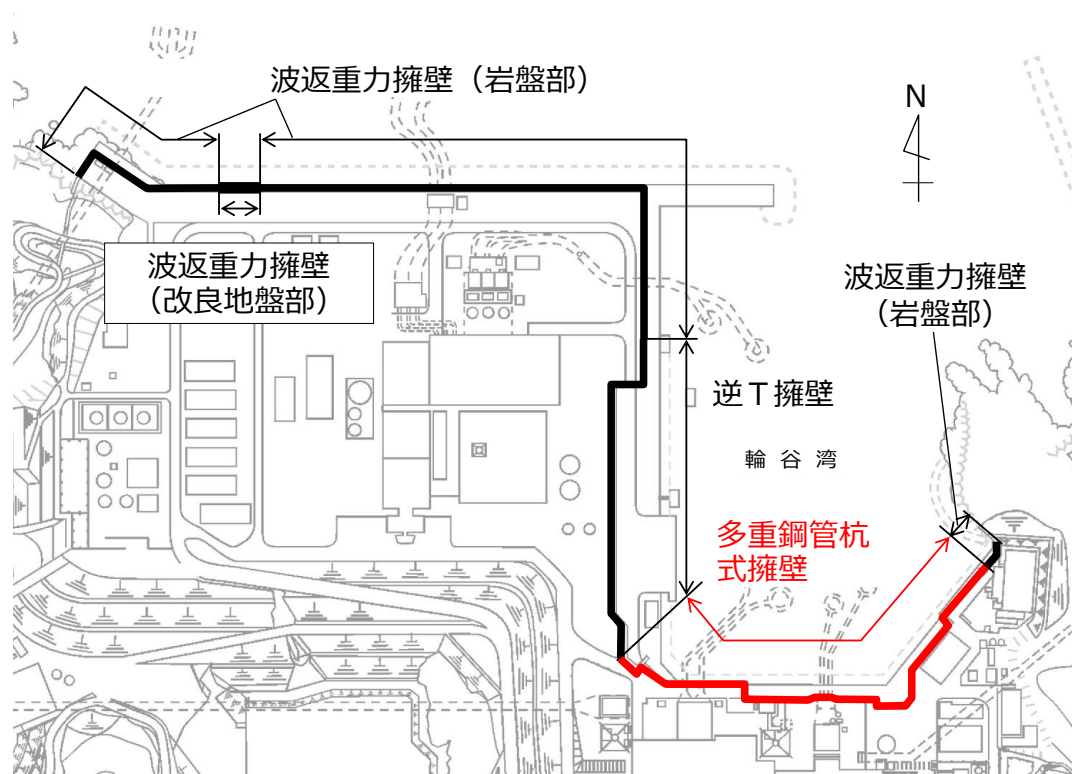 波返重力擁壁（岩盤部）
N
波返重力擁壁
（改良地盤部）
波返重力擁壁
（岩盤部）
逆Ｔ擁壁
輪谷湾
多重鋼管杭
式擁壁